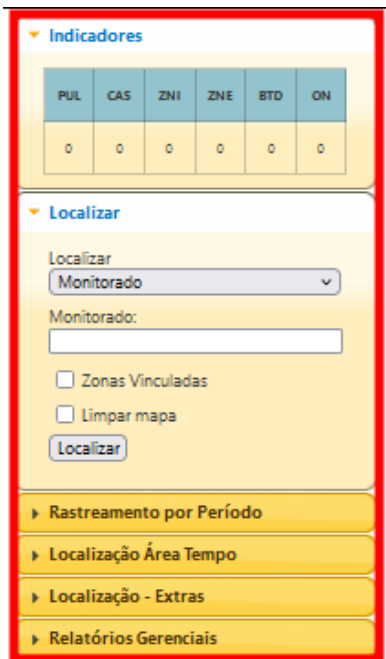 Indicadores
PUL CAS ZNI ZNE BTD ON
0 0 0 0 0 0
Localizar
Localizar
Monitorado
Monitorado:
Zonas Vinculadas
Limpar mapa
Localizar
Rastreamento por Período
Localização Área Tempo
Localização - Extras
Relatórios Gerenciais